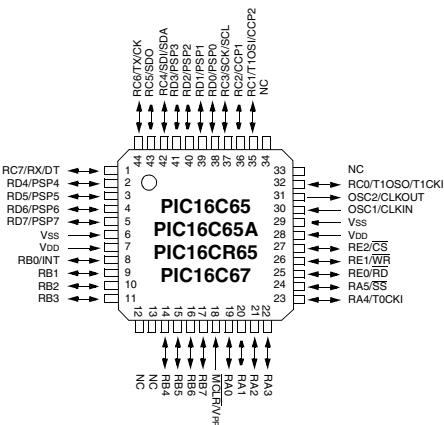 RC6/TX/CK
RC5/SDO
RC4/SDI/SDA
RD3/PSP3
RD2/PSP2
RD1/PSP1
RD0/PSP0
RC3/SCK/SCL
RC2/CCP1
RC1/T1OSI/CCP2
NC
44
43
42
41
40
39
38
37
36
35
34
RC7/RX/DT 1
RD4/PSP4 2
RD5/PSP5 3
RD6/PSP6 4
RD7/PSP7 5
VSS 6
VDD 7
RB0/INT 8
RB1 9
RB2 10
RB3 11
PIC16C65
PIC16C65A
PIC16CR65
PIC16C67
33 NC
32 RC0/T1OSO/T1CKI
31 OSC2/CLKOUT
30 OSC1/CLKIN
29 VSS
28 VDD
27 RE2/CS
26 RE1/WR
25 RE0/RD
24 RA5/SS
23 RA4/T0CKI
12
13
14
15
16
17
18
19
20
21
22
NC
NC
RB4
RB5
RB6
RB7
MCLR/VPP
RA0
RA1
RA2
RA3